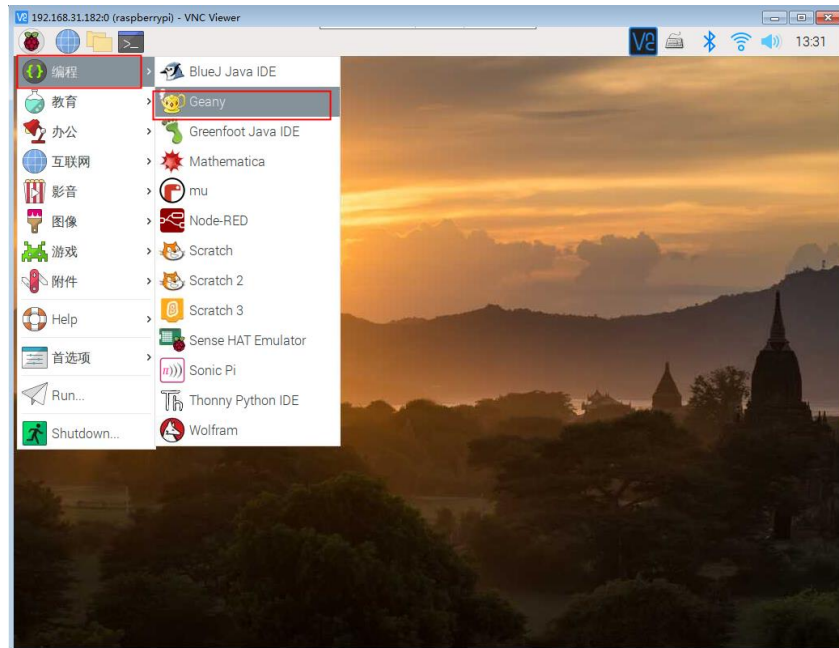 192.168.31.182:0 (raspberrypi) - VNC Viewer
13:31
编程
教育
办公
互联网
影音
图像
游戏
附件
Help
首选项
Run...
Shutdown...
BlueJ Java IDE
Geany
Greenfoot Java IDE
Mathematica
mu
Node-RED
Scratch
Scratch 2
Scratch 3
Sense HAT Emulator
Sonic Pi
Thonny Python IDE
Wolfram